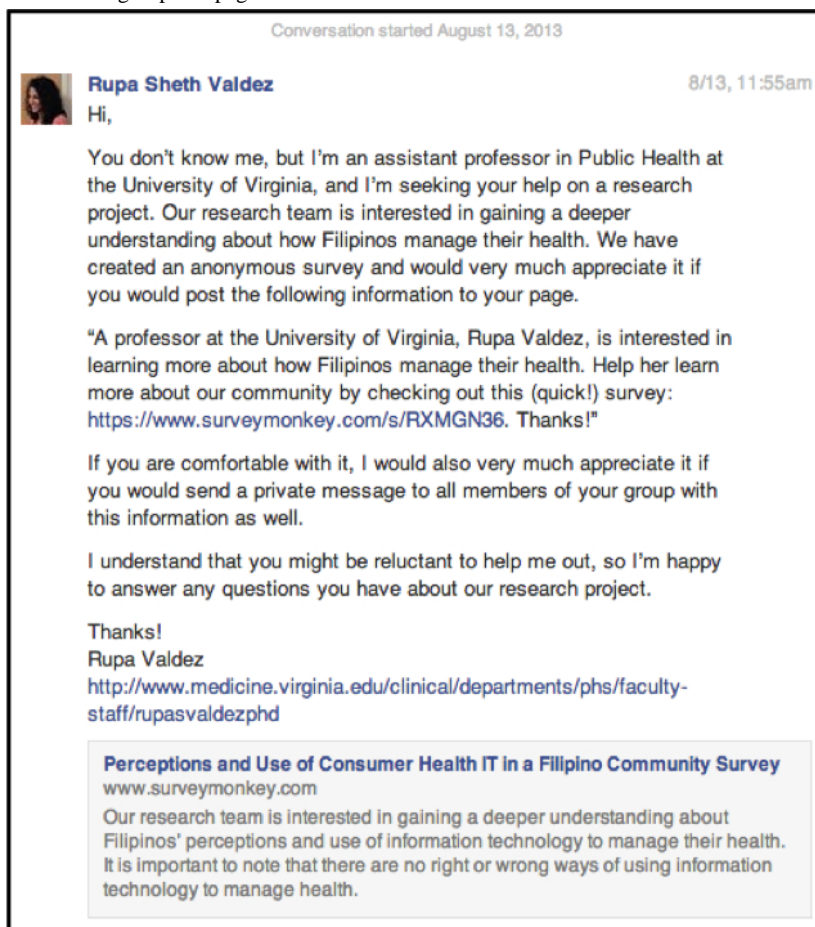 Conversation started August 13, 2013
Rupa Sheth Valdez 8/13, 11:55am
Hi,
You don't know me, but I'm an assistant professor in Public Health at
the University of Virginia, and I'm seeking your help on a research
project. Our research team is interested in gaining a deeper
understanding about how Filipinos manage their health. We have
created an anonymous survey and would very much appreciate it if
you would post the following information to your page.
"A professor at the University of Virginia, Rupa Valdez, is interested in
learning more about how Filipinos manage their health. Help her learn
more about our community by checking out this (quick!) survey:
https://www.surveymonkey.com/s/RXMGN36. Thanks!"
If you are comfortable with it, I would also very much appreciate it if
you would send a private message to all members of your group with
this information as well.
I understand that you might be reluctant to help me out, so I'm happy
to answer any questions you have about our research project.
Thanks!
Rupa Valdez
http://www.medicine.virginia.edu/clinical/departments/phs/faculty-
staff/rupasvaldezphd
Perceptions and Use of Consumer Health IT in a Filipino Community Survey
www.surveymonkey.com
Our research team is interested in gaining a deeper understanding about
Filipinos' perceptions and use of information technology to manage their health.
It is important to note that there are no right or wrong ways of using information
technology to manage health.